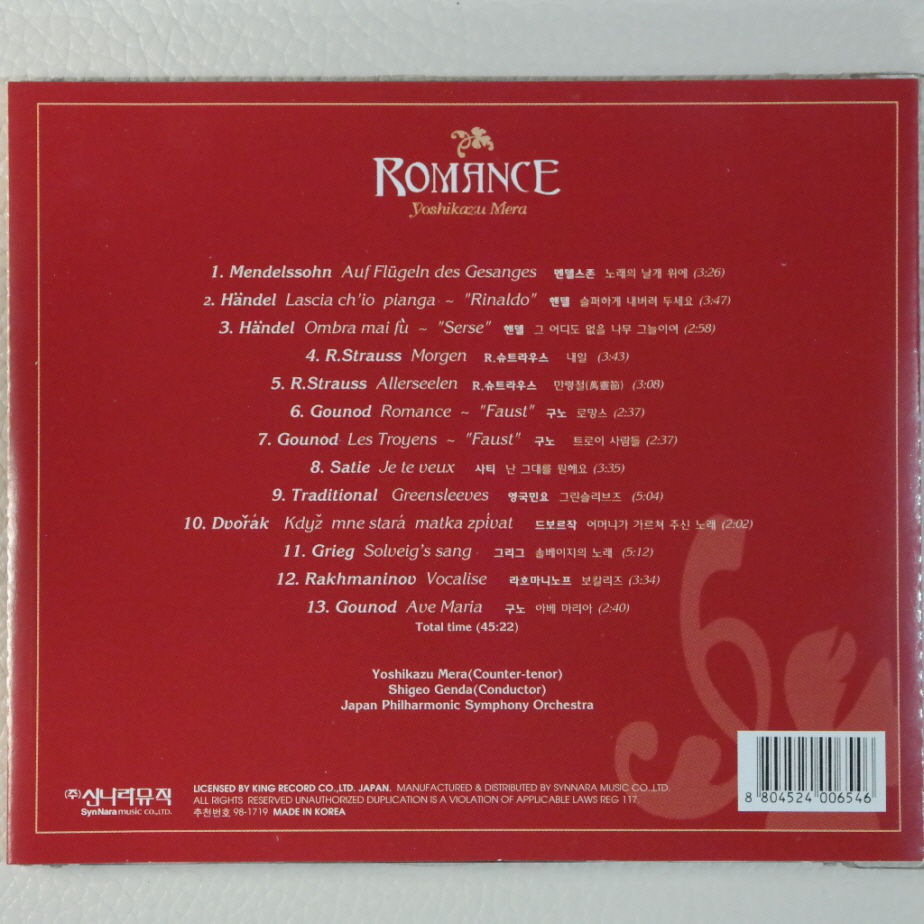 ROMANCE
Yoshikazu Mera
1. Mendelssohn Auf Flügeln des Gesanges 멘델스존 노래의 날개 위에 (3:26)
2. Händel Lascia ch'io pianga ~ "Rinaldo" 헨델 슬퍼하게 내버려 두세요 (3:47)
3. Händel Ombra mai fù ~ "Serse" 헨델 그 어디도 없을 나무 그늘이여 (2:58)
4. R.Strauss Morgen R.슈트라우스 내일 (3:43)
5. R.Strauss Allerseelen R.슈트라우스 만령절(萬靈節) (3:08)
6. Gounod Romance ~ "Faust" 구노 로망스 (2:37)
7. Gounod Les Troyens ~ "Faust" 구노 트로이 사람들 (2:37)
8. Satie Je te veux 사티 난 그대를 원해요 (3:35)
9. Traditional Greensleeves 영국민요 그린슬리브즈 (5:04)
10. Dvořák Když mne stará matka zpívat 드보르작 어머니가 가르쳐 주신 노래 (2:02)
11. Grieg Solveig's sang 그리그 솔베이지의 노래 (5:12)
12. Rakhmaninov Vocalise 라흐마니노프 보칼리즈 (3:34)
13. Gounod Ave Maria 구노 아베 마리아 (2:40)
Total time (45:22)
Yoshikazu Mera(Counter-tenor)
Shigeo Genda(Conductor)
Japan Philharmonic Symphony Orchestra
(주)신나라뮤직
SynNara music co.,LTD.
LICENSED BY KING RECORD CO.,LTD. JAPAN. MANUFACTURED & DISTRIBUTED BY SYNNARA MUSIC CO.,LTD.
ALL RIGHTS RESERVED UNAUTHORIZED DUPLICATION IS A VIOLATION OF APPLICABLE LAWS REG 117.
추천번호 98-1719 MADE IN KOREA
8 804524 006546